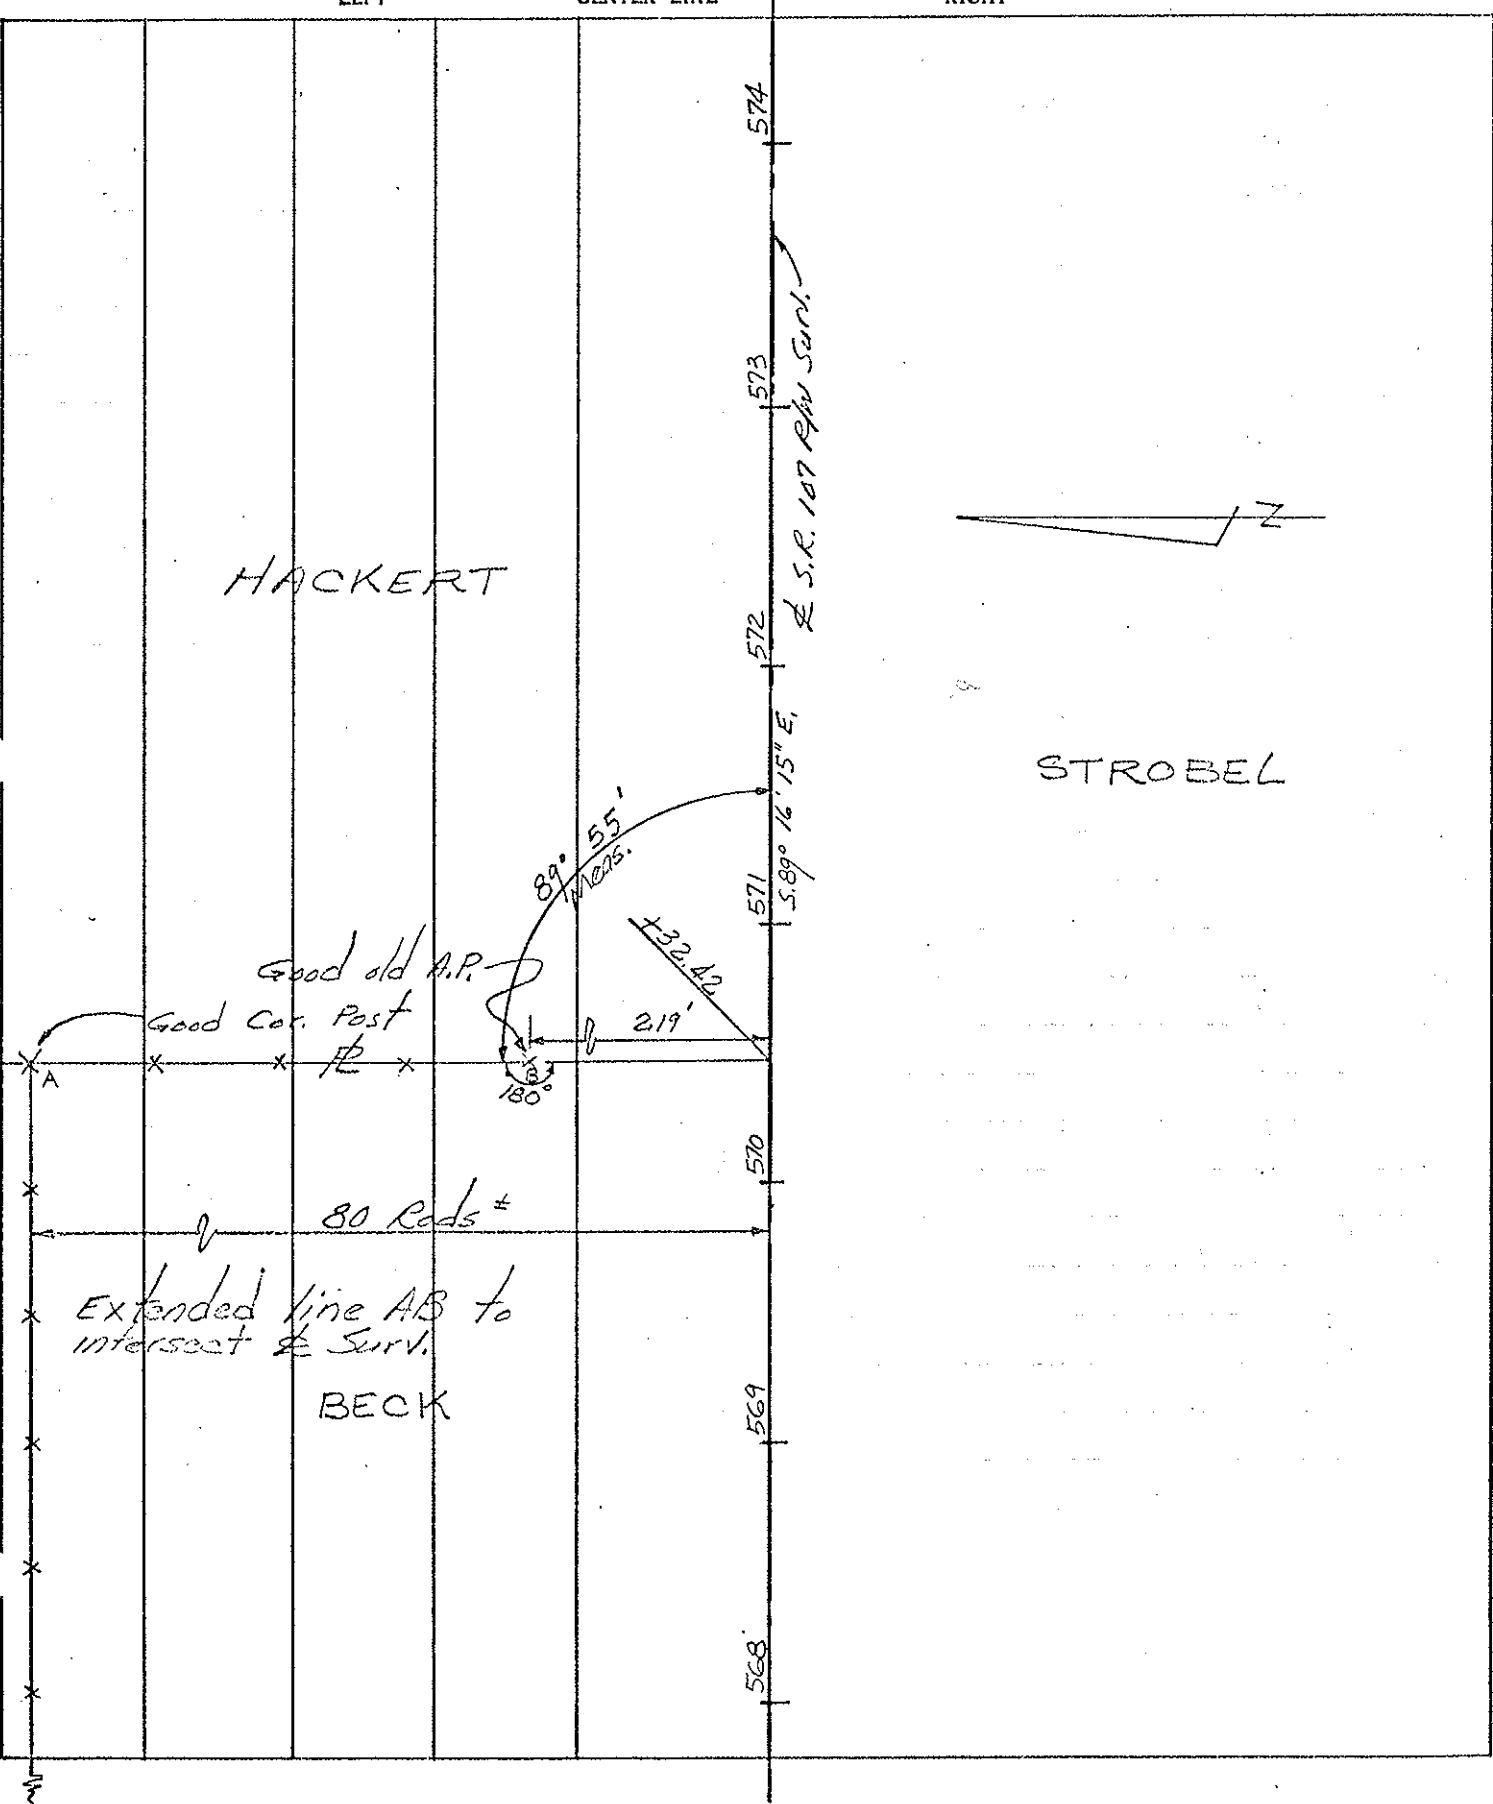 LEFT CENTER LINE RIGHT
574
573
℄ S.R. 107 R/W Surv.
Z
HACKERT
572
STROBEL
S.89° 16' 15" E.
89° 55'
Meas.
571
+32.42
Good old A.P.
Good Cor. Post
219'
℄
A
B
180°
570
80 Rods ±
Extended line AB to
intersect ℄ Surv.
BECK
569
568